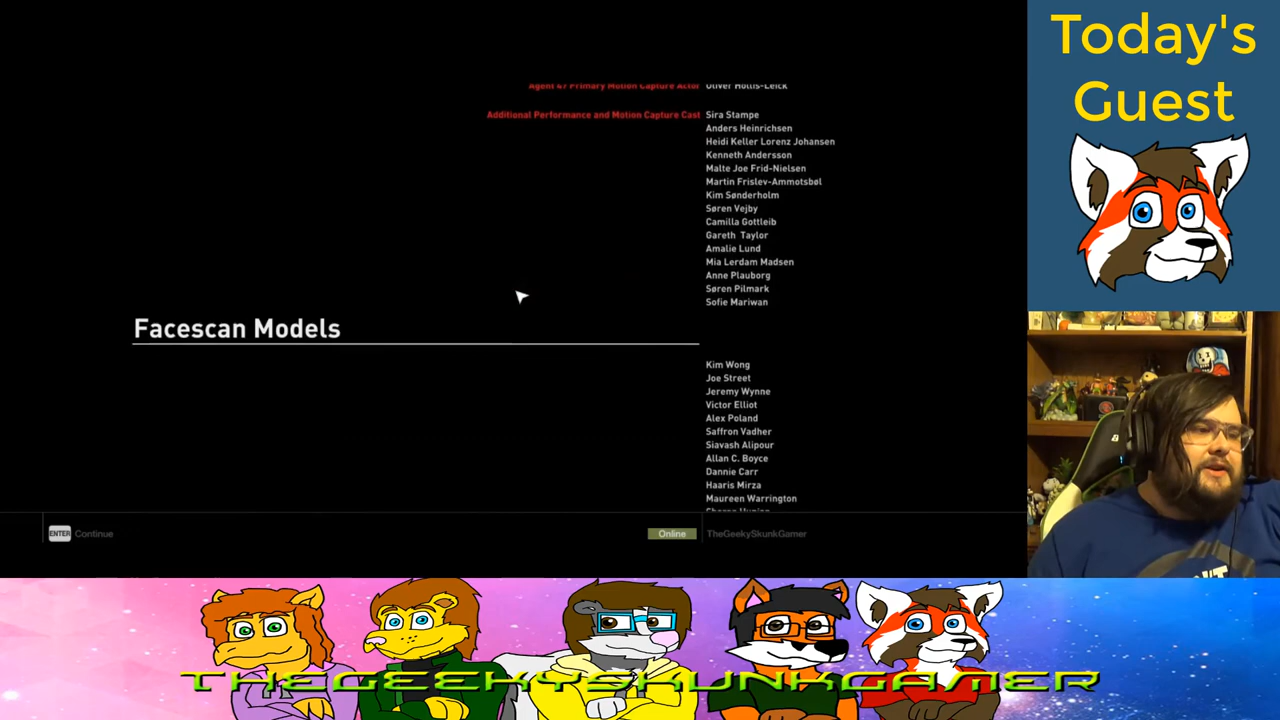 Agent 47 Primary Motion Capture Actor Oliver Hollis-Leick
Additional Performance and Motion Capture Cast Sira Stampe
Anders Heinrichsen
Heidi Keller Lorenz Johansen
Kenneth Andersson
Malte Joe Frid-Nielsen
Martin Frislev-Ammotsbøl
Kim Sønderholm
Søren Vejby
Camilla Gottleib
Gareth Taylor
Amalie Lund
Mia Lerdam Madsen
Anne Plauborg
Søren Pilmark
Sofie Mariwan
Facescan Models
Kim Wong
Joe Street
Jeremy Wynne
Victor Elliot
Alex Poland
Saffron Vadher
Siavash Alipour
Allan C. Boyce
Dannie Carr
Haaris Mirza
Maureen Warrington
ENTER Continue
Online TheGeekySkunkGamer
Today's
Guest
THEGEEKYSKUNKGAMER